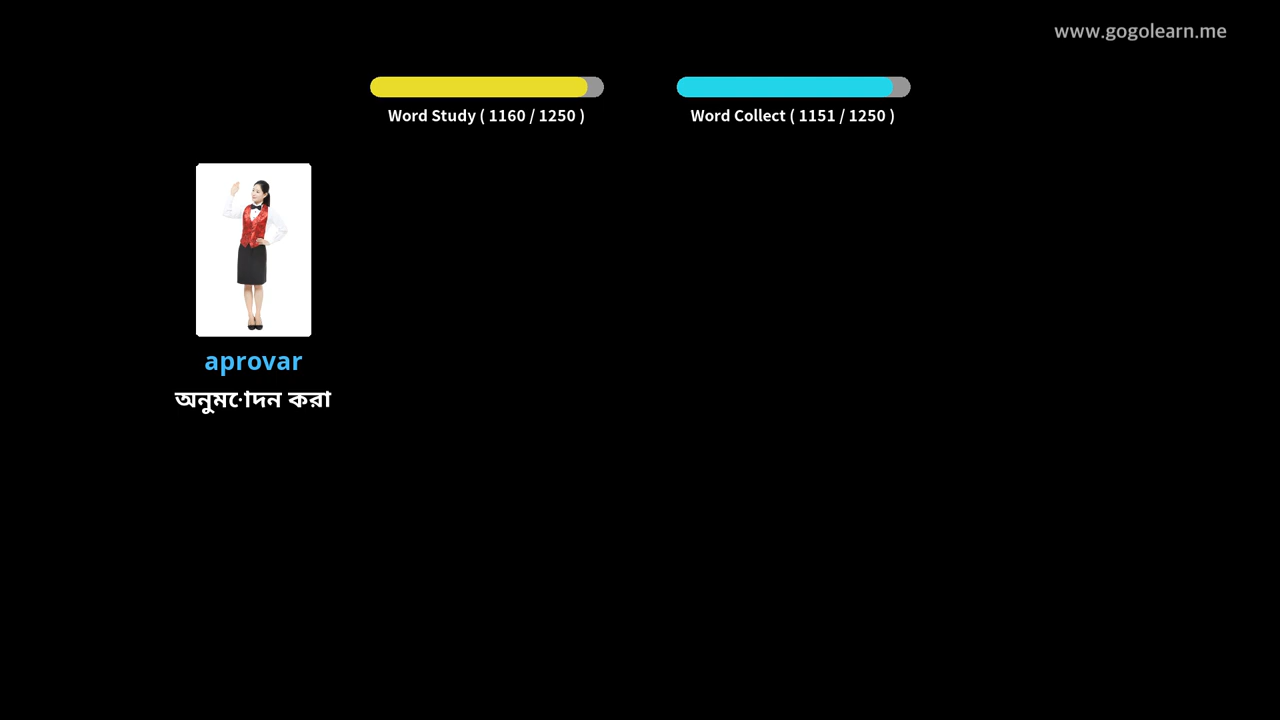 www.gogolearn.me
Word Study ( 1160 / 1250 )
Word Collect ( 1151 / 1250 )
aprovar
অনুমোদন করা